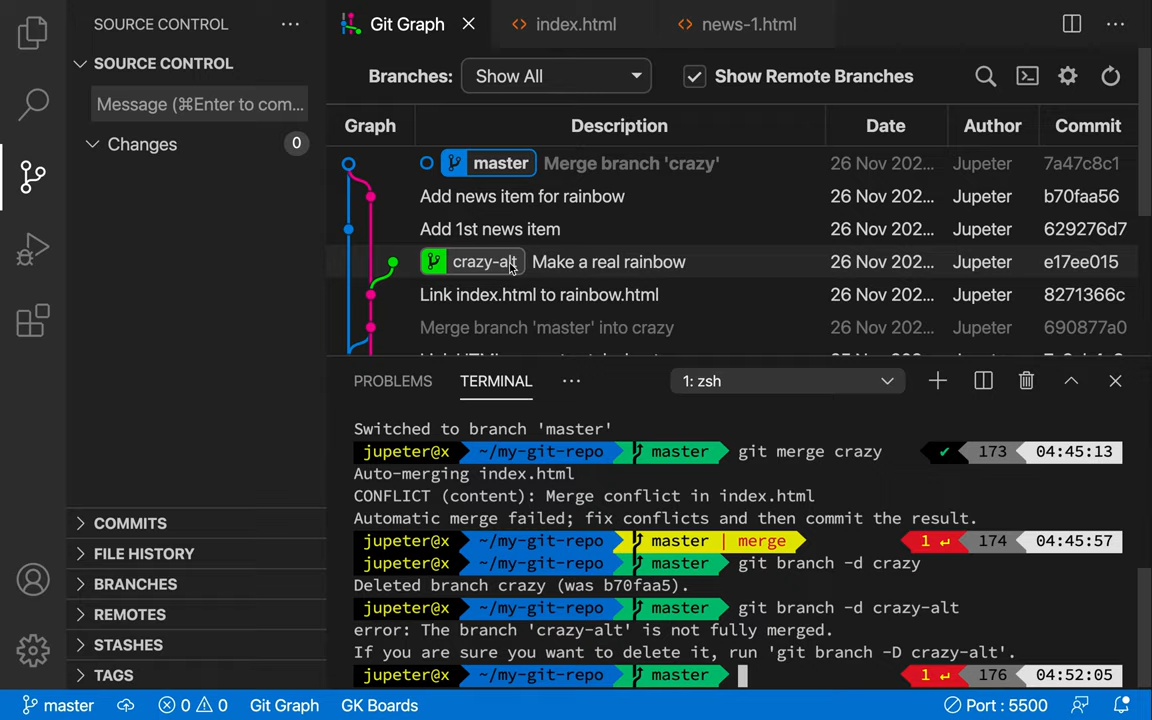 SOURCE CONTROL
Git Graph
index.html
news-1.html
SOURCE CONTROL
Message (⌘Enter to com...
Changes 0
Branches: Show All Show Remote Branches
Graph Description Date Author Commit
master Merge branch 'crazy' 26 Nov 202... Jupeter 7a47c8c1
Add news item for rainbow 26 Nov 202... Jupeter b70faa56
Add 1st news item 26 Nov 202... Jupeter 629276d7
crazy-alt Make a real rainbow 26 Nov 202... Jupeter e17ee015
Link index.html to rainbow.html 26 Nov 202... Jupeter 8271366c
Merge branch 'master' into crazy 26 Nov 202... Jupeter 690877a0
PROBLEMS TERMINAL ... 1: zsh
Switched to branch 'master'
jupeter@x ~/my-git-repo master git merge crazy ✔ 173 04:45:13
Auto-merging index.html
CONFLICT (content): Merge conflict in index.html
Automatic merge failed; fix conflicts and then commit the result.
jupeter@x ~/my-git-repo master | merge 1 ↵ 174 04:45:57
jupeter@x ~/my-git-repo master git branch -d crazy
Deleted branch crazy (was b70faa5).
jupeter@x ~/my-git-repo master git branch -d crazy-alt
error: The branch 'crazy-alt' is not fully merged.
If you are sure you want to delete it, run 'git branch -D crazy-alt'.
jupeter@x ~/my-git-repo master 1 ↵ 176 04:52:05
COMMITS
FILE HISTORY
BRANCHES
REMOTES
STASHES
TAGS
master 0 0 Git Graph GK Boards Port : 5500